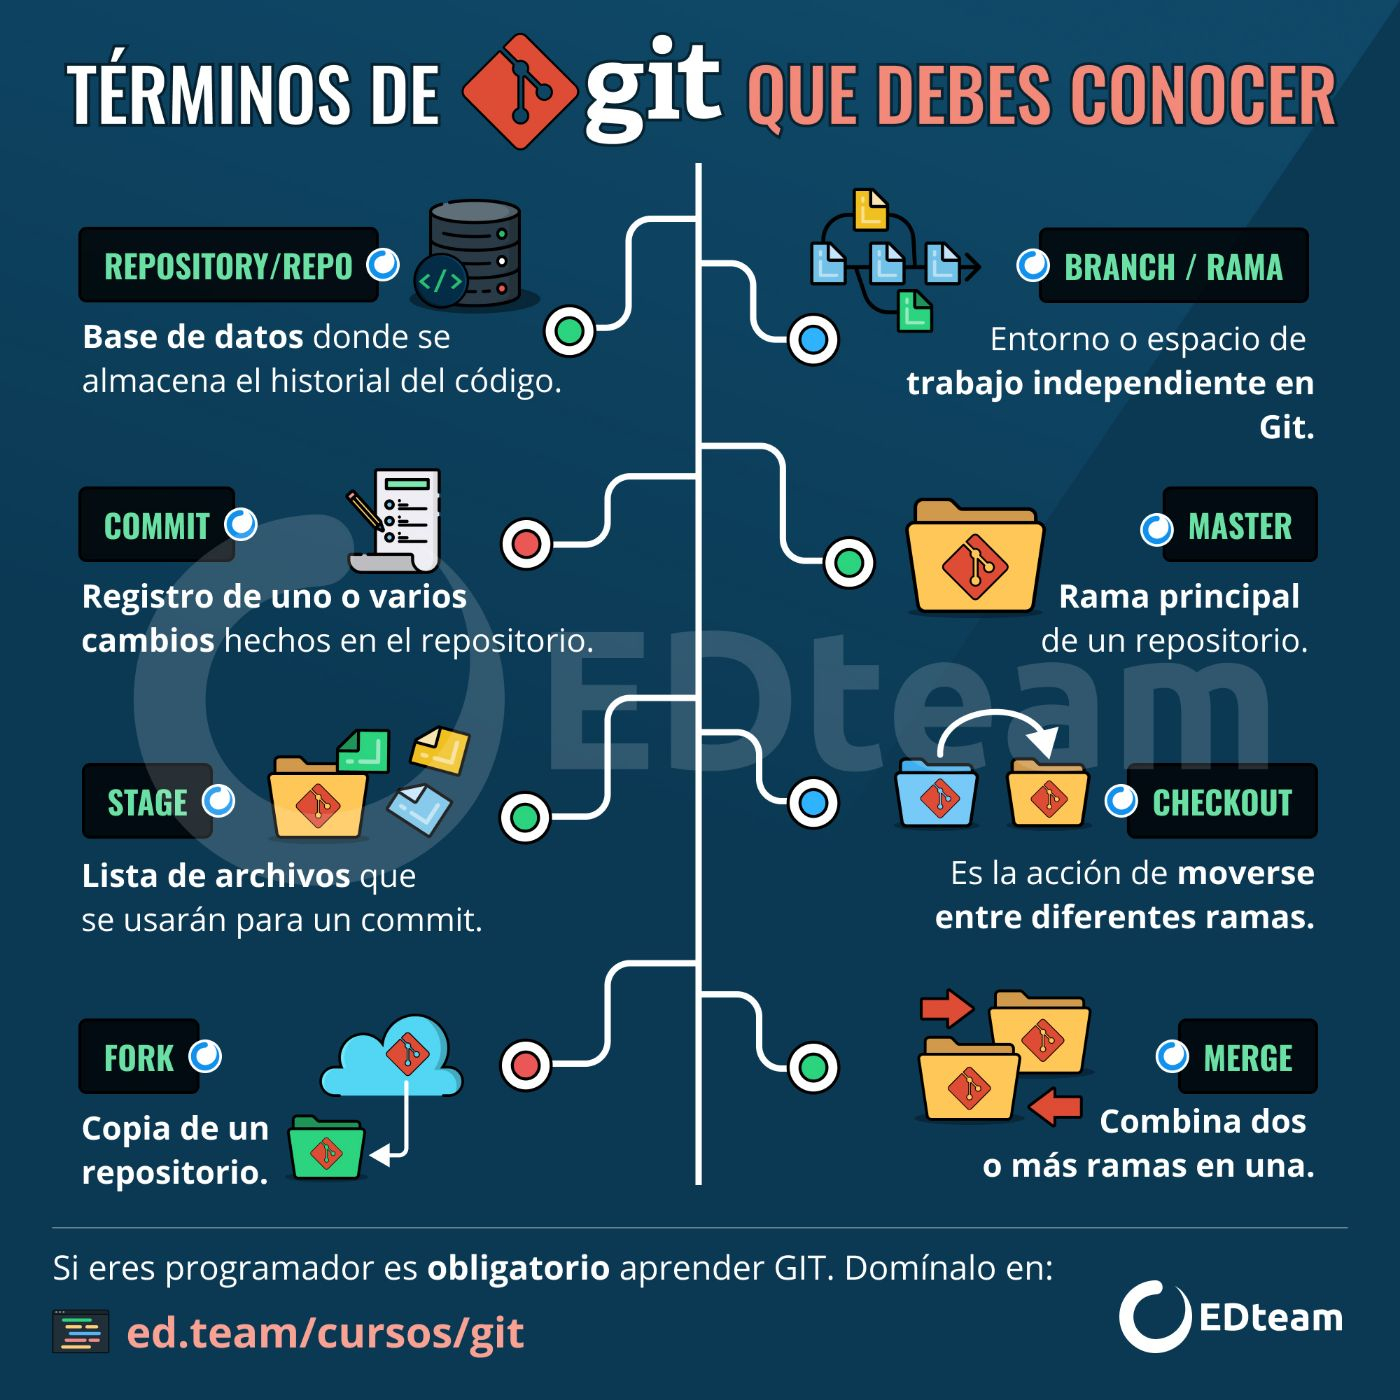 TÉRMINOS DE git QUE DEBES CONOCER
REPOSITORY/REPO
</>
Base de datos donde se
almacena el historial del código.
BRANCH / RAMA
Entorno o espacio de
trabajo independiente en
Git.
COMMIT
Registro de uno o varios
cambios hechos en el repositorio.
MASTER
Rama principal
de un repositorio.
EDteam
STAGE
Lista de archivos que
se usarán para un commit.
CHECKOUT
Es la acción de moverse
entre diferentes ramas.
FORK
Copia de un
repositorio.
MERGE
Combina dos
o más ramas en una.
Si eres programador es obligatorio aprender GIT. Domínalo en:
ed.team/cursos/git
EDteam